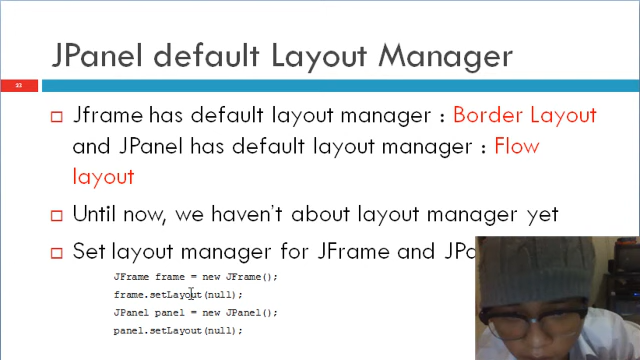 JPanel default Layout Manager
33
Jframe has default layout manager : Border Layout
and JPanel has default layout manager : Flow
layout
Until now, we haven't about layout manager yet
Set layout manager for JFrame and
JFrame frame = new JFrame();
frame.setLayout(null);
JPanel panel = new JPanel();
panel.setLayout(null);